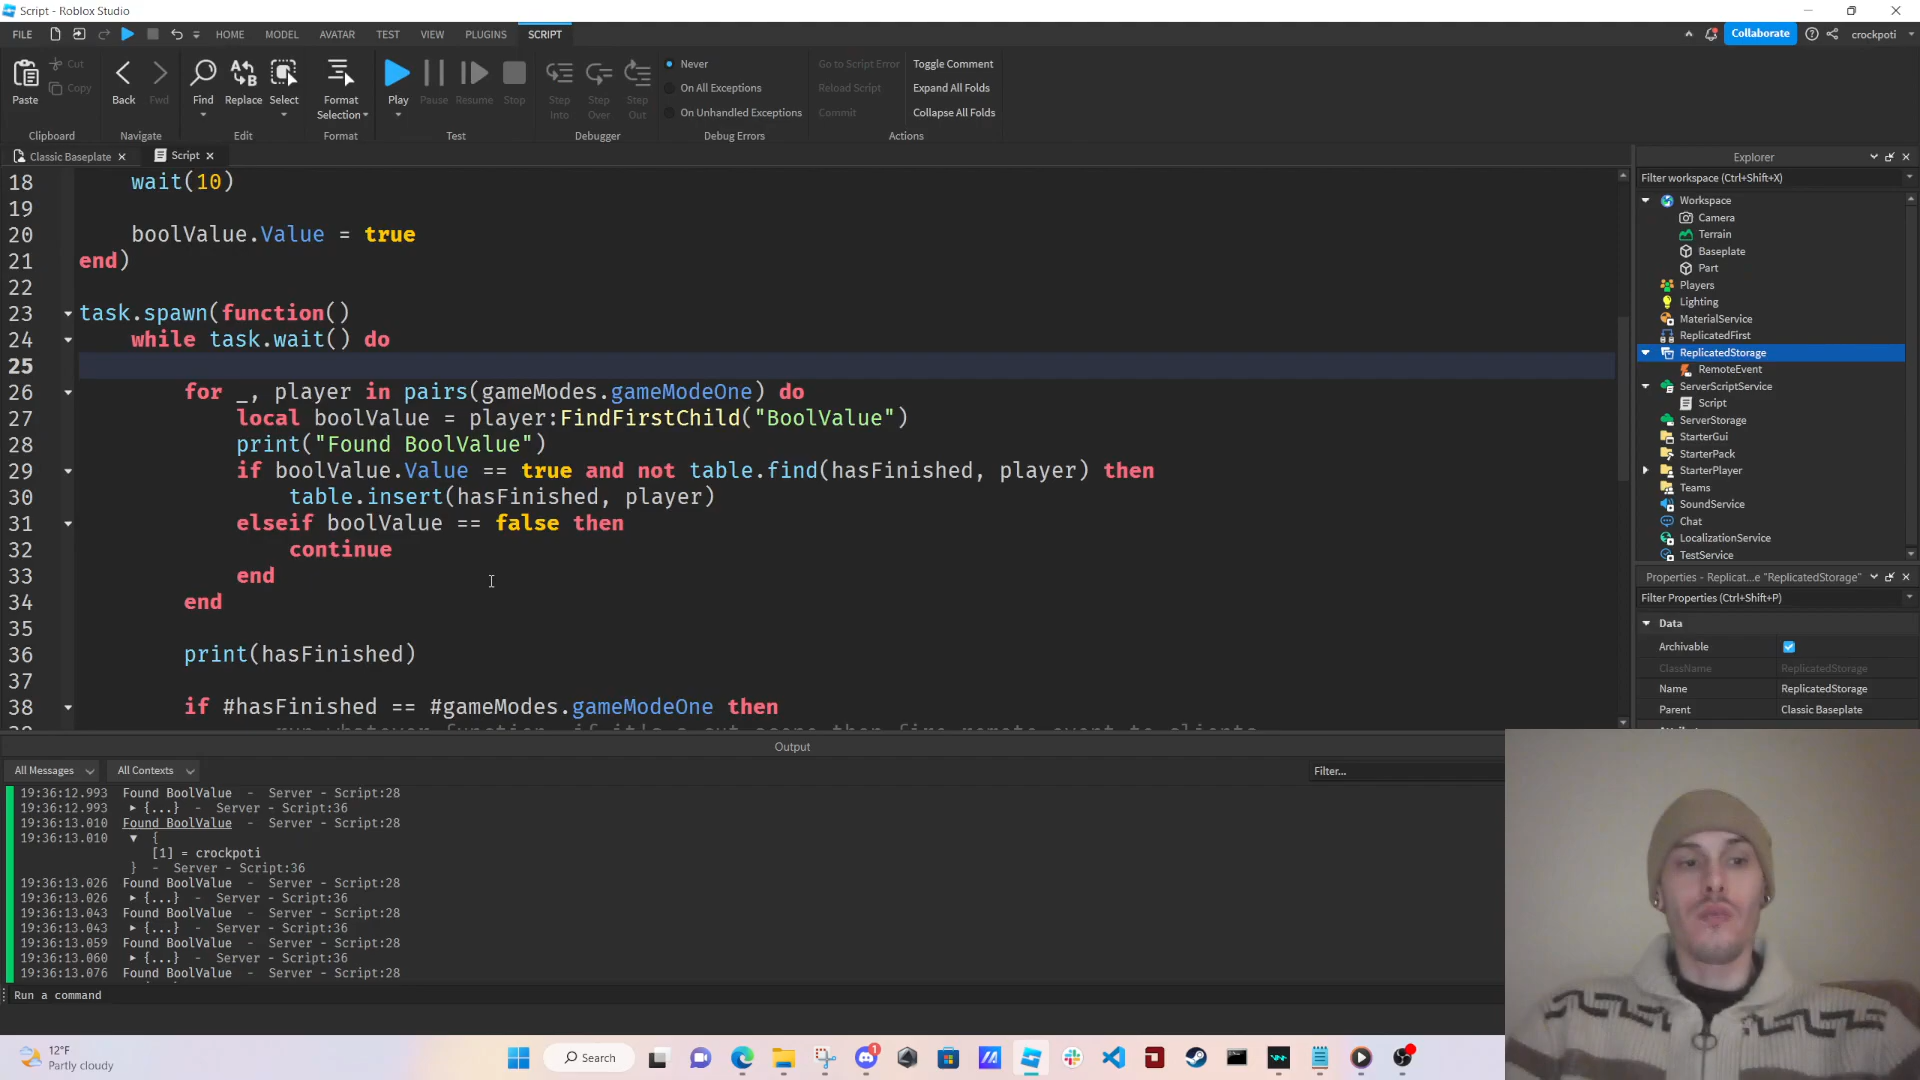 Script - Roblox Studio
FILE
HOME
MODEL
AVATAR
TEST
VIEW
PLUGINS
SCRIPT
Collaborate
crockpoti
Paste
Cut
Copy
Clipboard
Back
Fwd
Navigate
Find
Replace
Select
Edit
Format
Selection
Format
Play
Pause
Resume
Stop
Test
Step
Into
Step
Over
Step
Out
Debugger
Never
On All Exceptions
On Unhandled Exceptions
Debug Errors
Go to Script Error
Reload Script
Commit
Toggle Comment
Expand All Folds
Collapse All Folds
Actions
Classic Baseplate
Script
18 wait(10)
19
20 boolValue.Value = true
21 end)
22
23 task.spawn(function()
24 while task.wait() do
25
26 for _, player in pairs(gameModes.gameModeOne) do
27 local boolValue = player:FindFirstChild("BoolValue")
28 print("Found BoolValue")
29 if boolValue.Value == true and not table.find(hasFinished, player) then
30 table.insert(hasFinished, player)
31 elseif boolValue == false then
32 continue
33 end
34 end
35
36 print(hasFinished)
37
38 if #hasFinished == #gameModes.gameModeOne then
Explorer
Filter workspace (Ctrl+Shift+X)
Workspace
Camera
Terrain
Baseplate
Part
Players
Lighting
MaterialService
ReplicatedFirst
ReplicatedStorage
RemoteEvent
ServerScriptService
Script
ServerStorage
StarterGui
StarterPack
StarterPlayer
Teams
SoundService
Chat
LocalizationService
TestService
Properties - Replicat...e "ReplicatedStorage"
Filter Properties (Ctrl+Shift+P)
Data
Archivable
ClassName ReplicatedStorage
Name ReplicatedStorage
Parent Classic Baseplate
Output
All Messages
All Contexts
Filter...
19:36:12.993 Found BoolValue - Server - Script:28
19:36:12.993 {...} - Server - Script:36
19:36:13.010 Found BoolValue - Server - Script:28
19:36:13.010 {
[1] = crockpoti
} - Server - Script:36
19:36:13.026 Found BoolValue - Server - Script:28
19:36:13.026 {...} - Server - Script:36
19:36:13.043 Found BoolValue - Server - Script:28
19:36:13.043 {...} - Server - Script:36
19:36:13.059 Found BoolValue - Server - Script:28
19:36:13.060 {...} - Server - Script:36
19:36:13.076 Found BoolValue - Server - Script:28
Run a command
12°F
Partly cloudy
Search
1